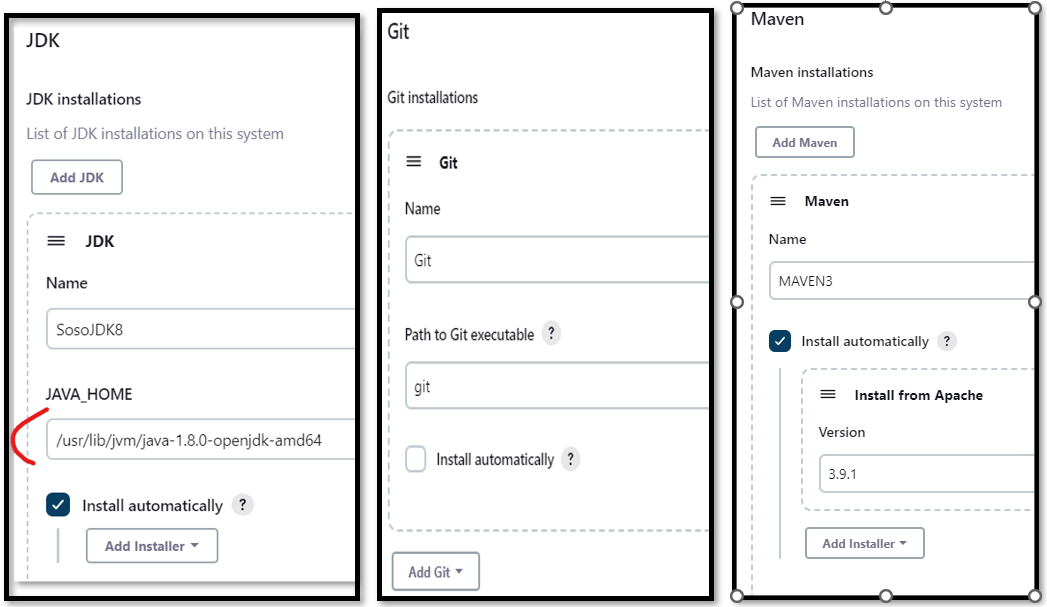 JDK
JDK installations
List of JDK installations on this system
Add JDK
JDK
Name
SosoJDK8
JAVA_HOME
/usr/lib/jvm/java-1.8.0-openjdk-amd64
Install automatically ?
Add Installer
Git
Git installations
Git
Name
Git
Path to Git executable ?
git
Install automatically ?
Add Git
Maven
Maven installations
List of Maven installations on this system
Add Maven
Maven
Name
MAVEN3
Install automatically ?
Install from Apache
Version
3.9.1
Add Installer